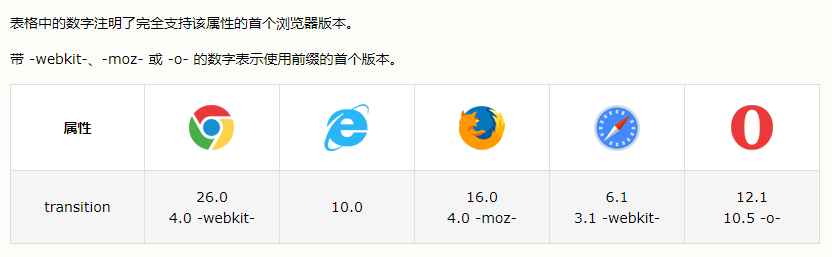 表格中的数字注明了完全支持该属性的首个浏览器版本。
带 -webkit-、-moz- 或 -o- 的数字表示使用前缀的首个版本。
属性
transition
26.0
4.0 -webkit-
10.0
16.0
4.0 -moz-
6.1
3.1 -webkit-
12.1
10.5 -o-